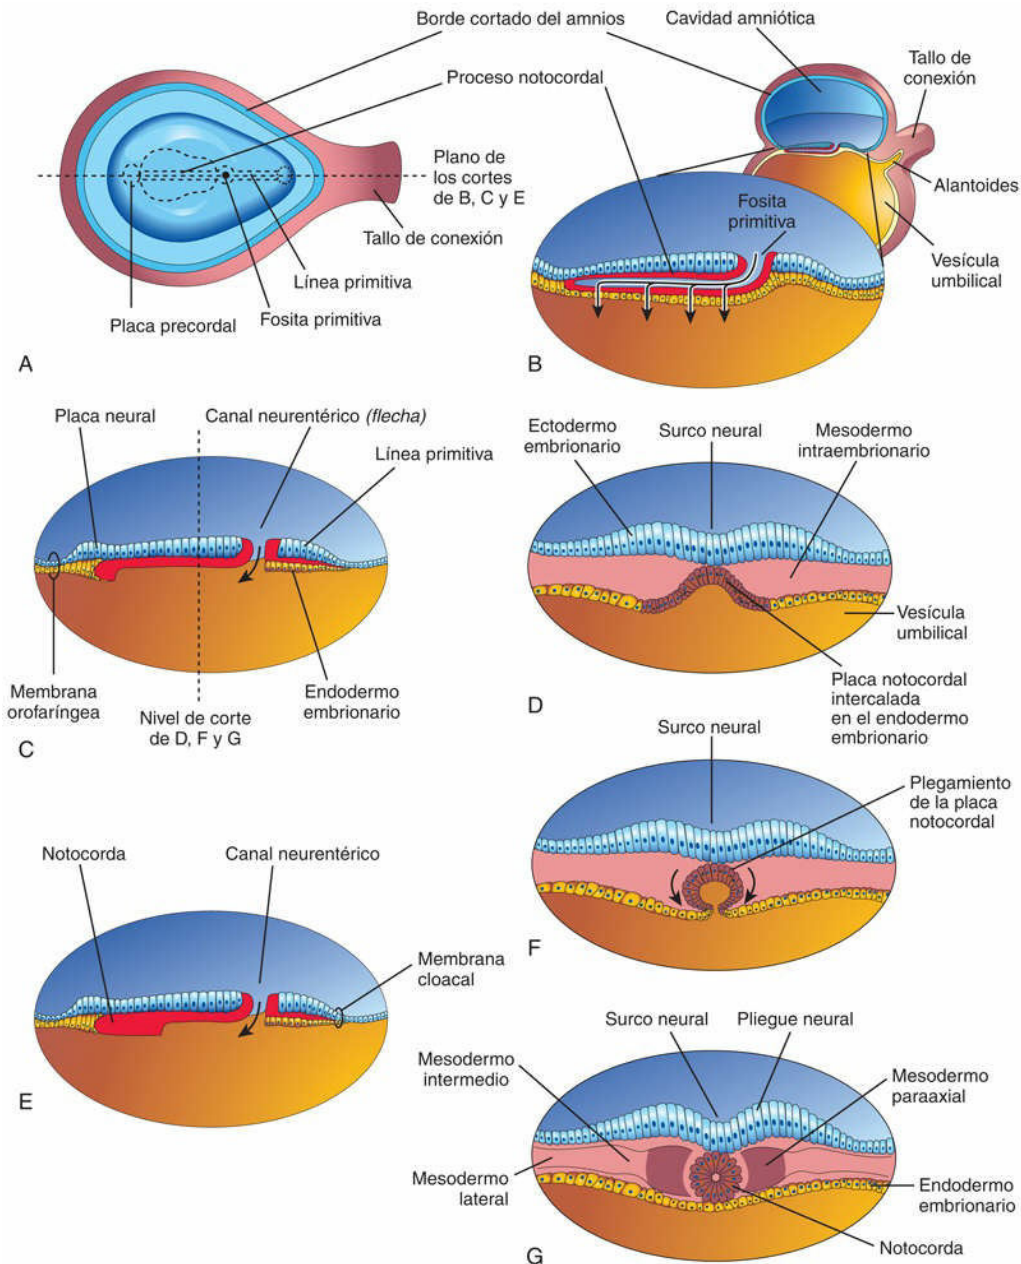 Borde cortado del amnios
Cavidad amniótica
Proceso notocordal
Tallo de
conexión
Plano de
los cortes
de B, C y E
Alantoides
Fosita
primitiva
Tallo de conexión
Vesícula
umbilical
Línea primitiva
Placa precordal
Fosita primitiva
A
B
Placa neural
Canal neurentérico (flecha)
Línea primitiva
Membrana
orofaríngea
Nivel de corte
de D, F y G
Endodermo
embrionario
C
Ectodermo
embrionario
Surco neural
Mesodermo
intraembrionario
Vesícula
umbilical
Placa notocordal
intercalada
en el endodermo
embrionario
D
Surco neural
Plegamiento
de la placa
notocordal
F
Notocorda
Canal neurentérico
Membrana
cloacal
E
Surco neural
Pliegue neural
Mesodermo
intermedio
Mesodermo
paraaxial
Mesodermo
lateral
Endodermo
embrionario
Notocorda
G